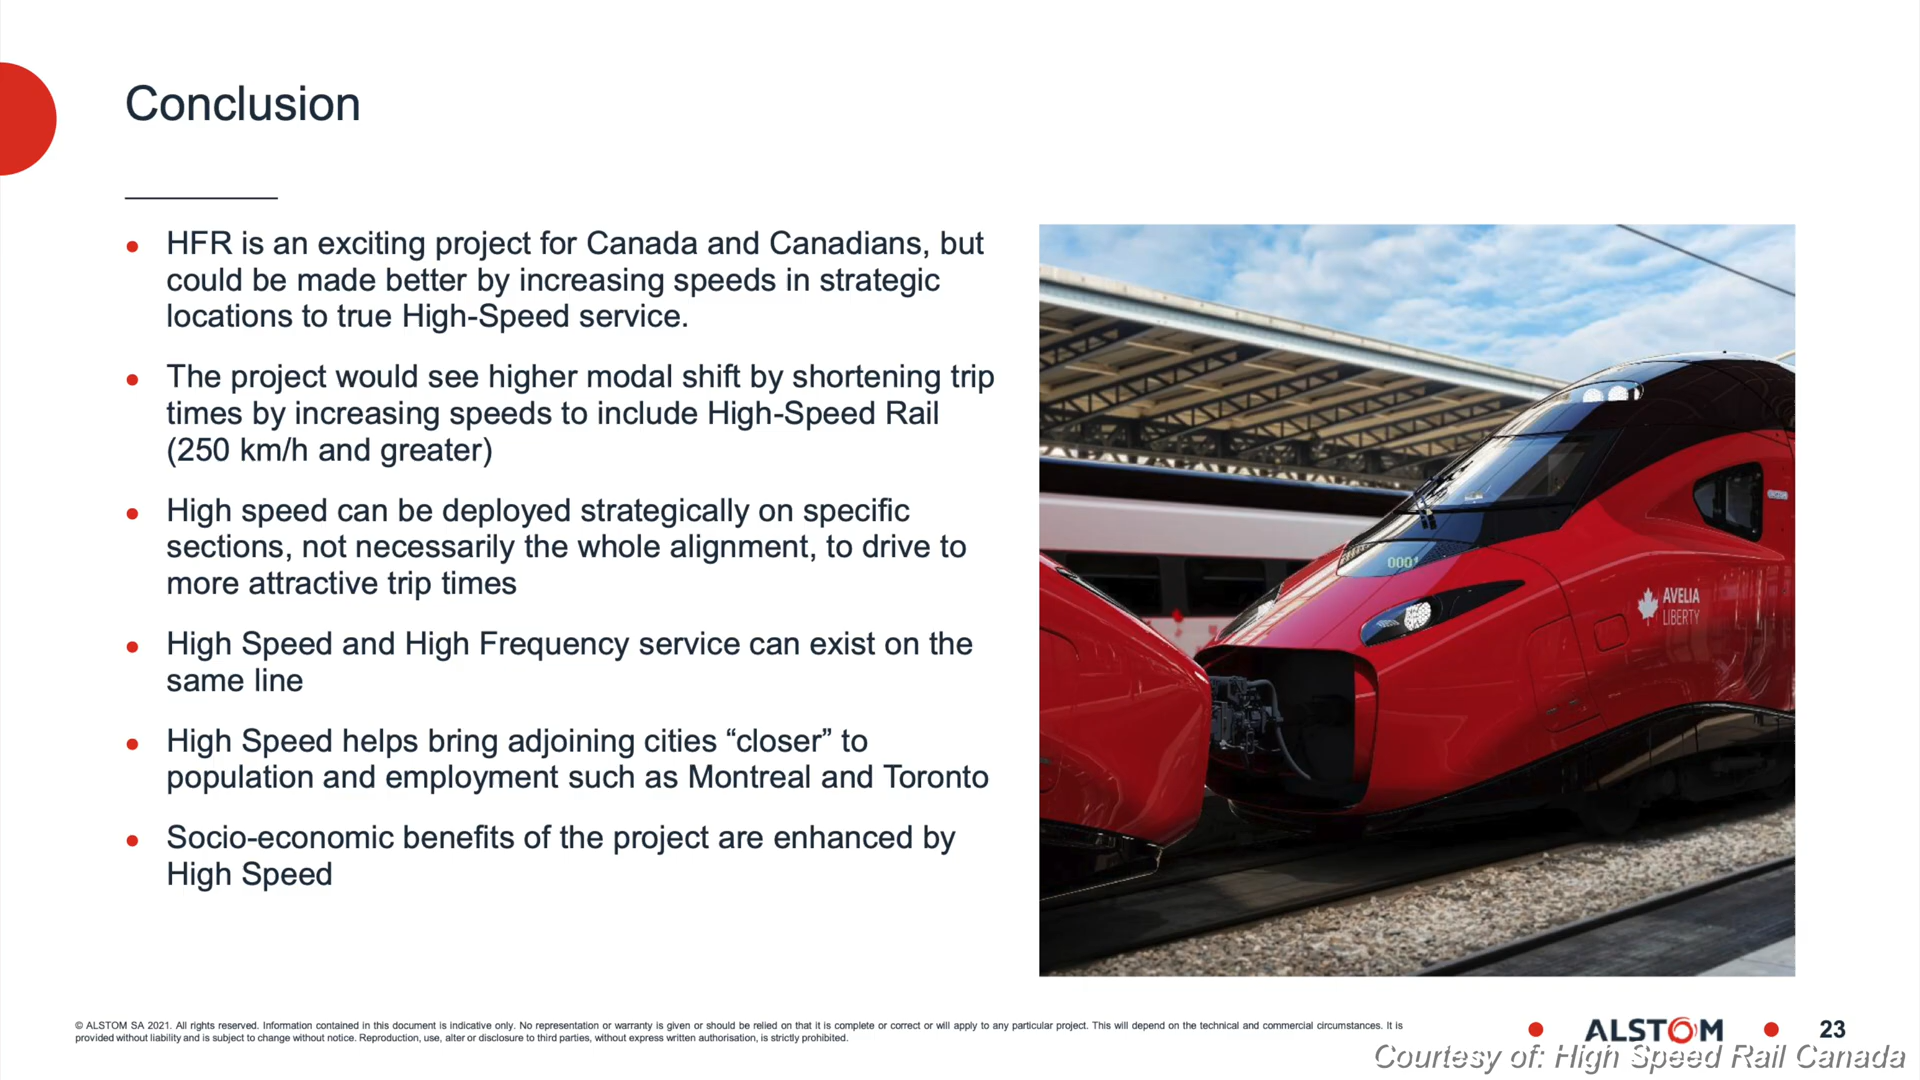 Conclusion
HFR is an exciting project for Canada and Canadians, but
could be made better by increasing speeds in strategic
locations to true High-Speed service.
The project would see higher modal shift by shortening trip
times by increasing speeds to include High-Speed Rail
(250 km/h and greater)
High speed can be deployed strategically on specific
sections, not necessarily the whole alignment, to drive to
more attractive trip times
High Speed and High Frequency service can exist on the
same line
High Speed helps bring adjoining cities “closer” to
population and employment such as Montreal and Toronto
Socio-economic benefits of the project are enhanced by
High Speed
0001
AVELIA
LIBERTY
© ALSTOM SA 2021. All rights reserved. Information contained in this document is indicative only. No representation or warranty is given or should be relied on that it is complete or correct or will apply to any particular project. This will depend on the technical and commercial circumstances. It is
provided without liability and is subject to change without notice. Reproduction, use, alter or disclosure to third parties, without express written authorisation, is strictly prohibited.
ALSTOM
23
Courtesy of: High Speed Rail Canada